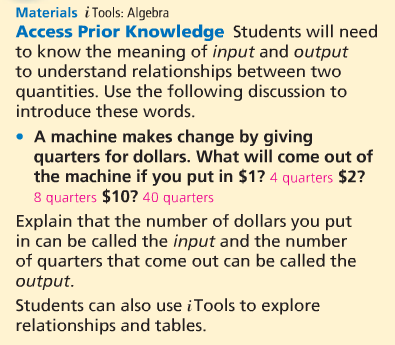 Materials iTools: Algebra
Access Prior Knowledge Students will need
to know the meaning of input and output
to understand relationships between two
quantities. Use the following discussion to
introduce these words.
• A machine makes change by giving
quarters for dollars. What will come out of
the machine if you put in $1? 4 quarters $2?
8 quarters $10? 40 quarters
Explain that the number of dollars you put
in can be called the input and the number
of quarters that come out can be called the
output.
Students can also use iTools to explore
relationships and tables.